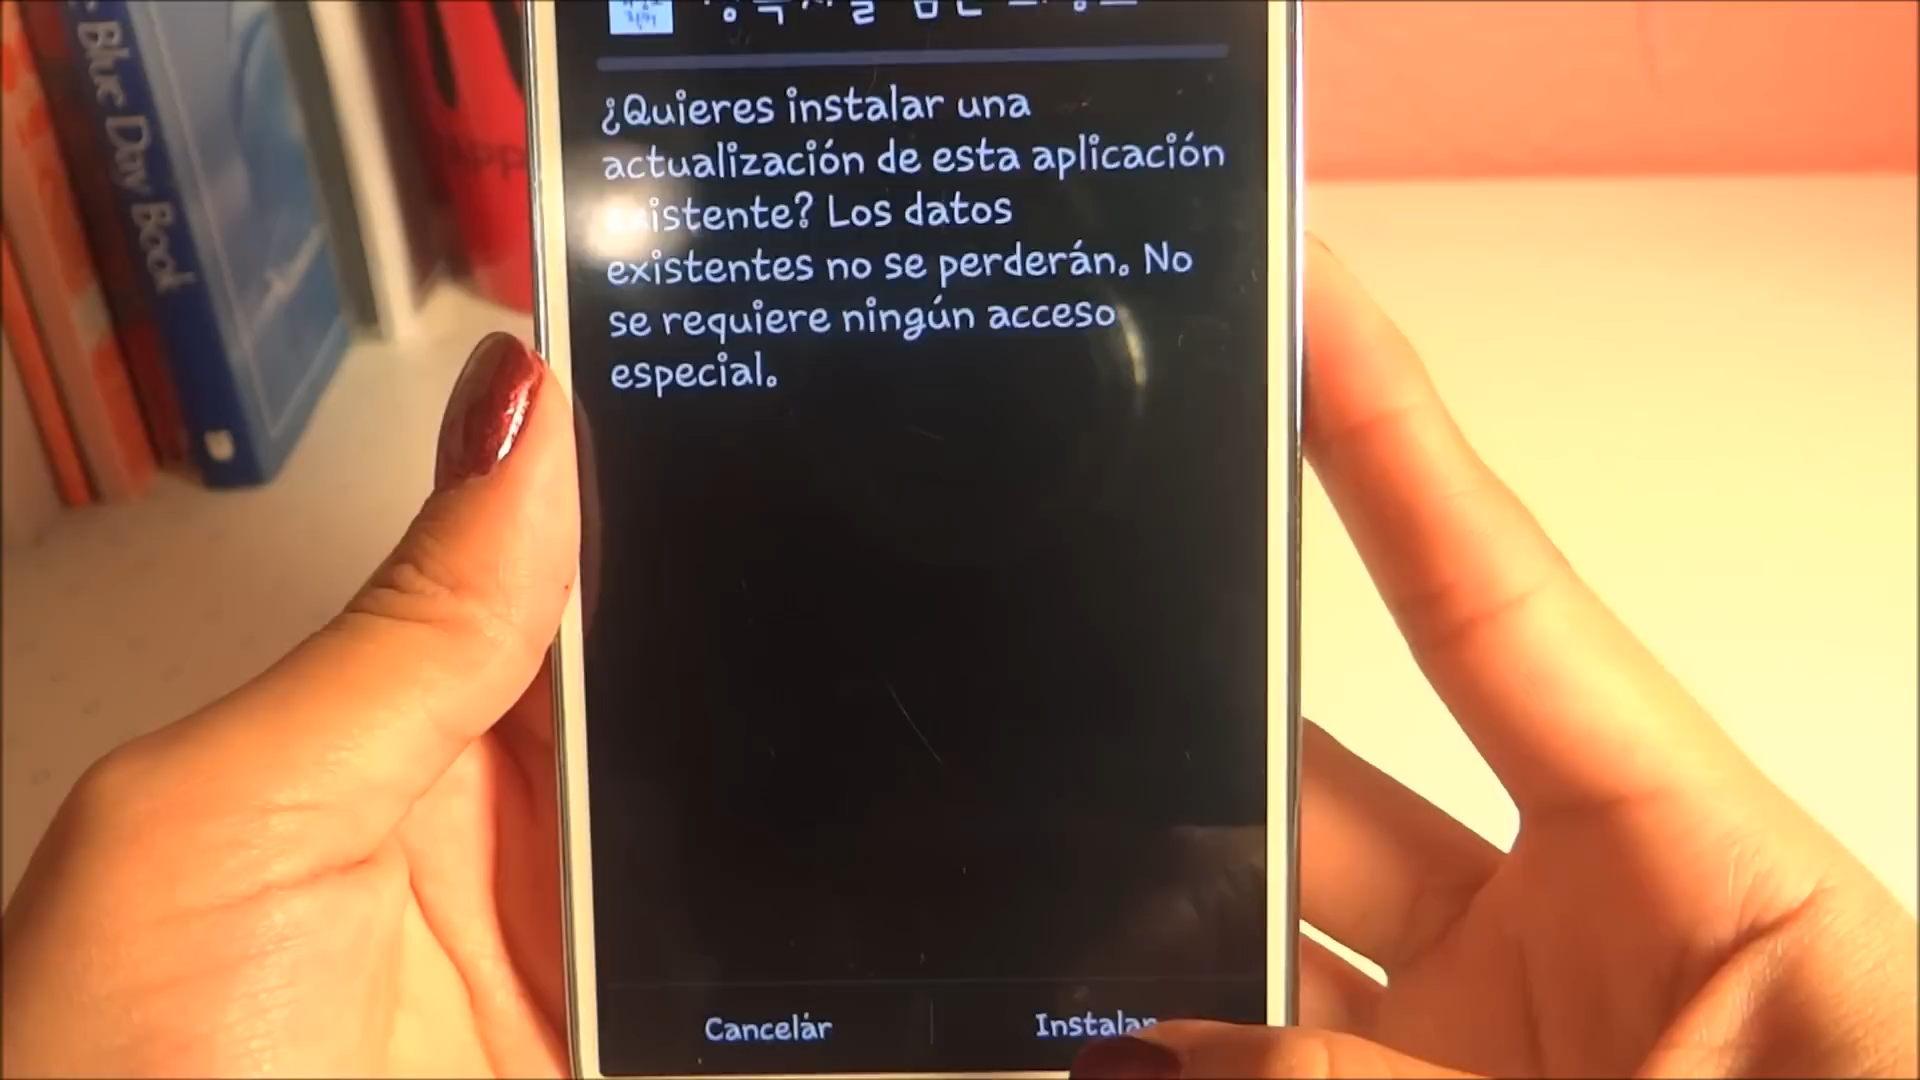 Blue Day Book
¿Quieres instalar una
actualización de esta aplicación
existente? Los datos
existentes no se perderán. No
se requiere ningún acceso
especial.
Cancelar
Instalar